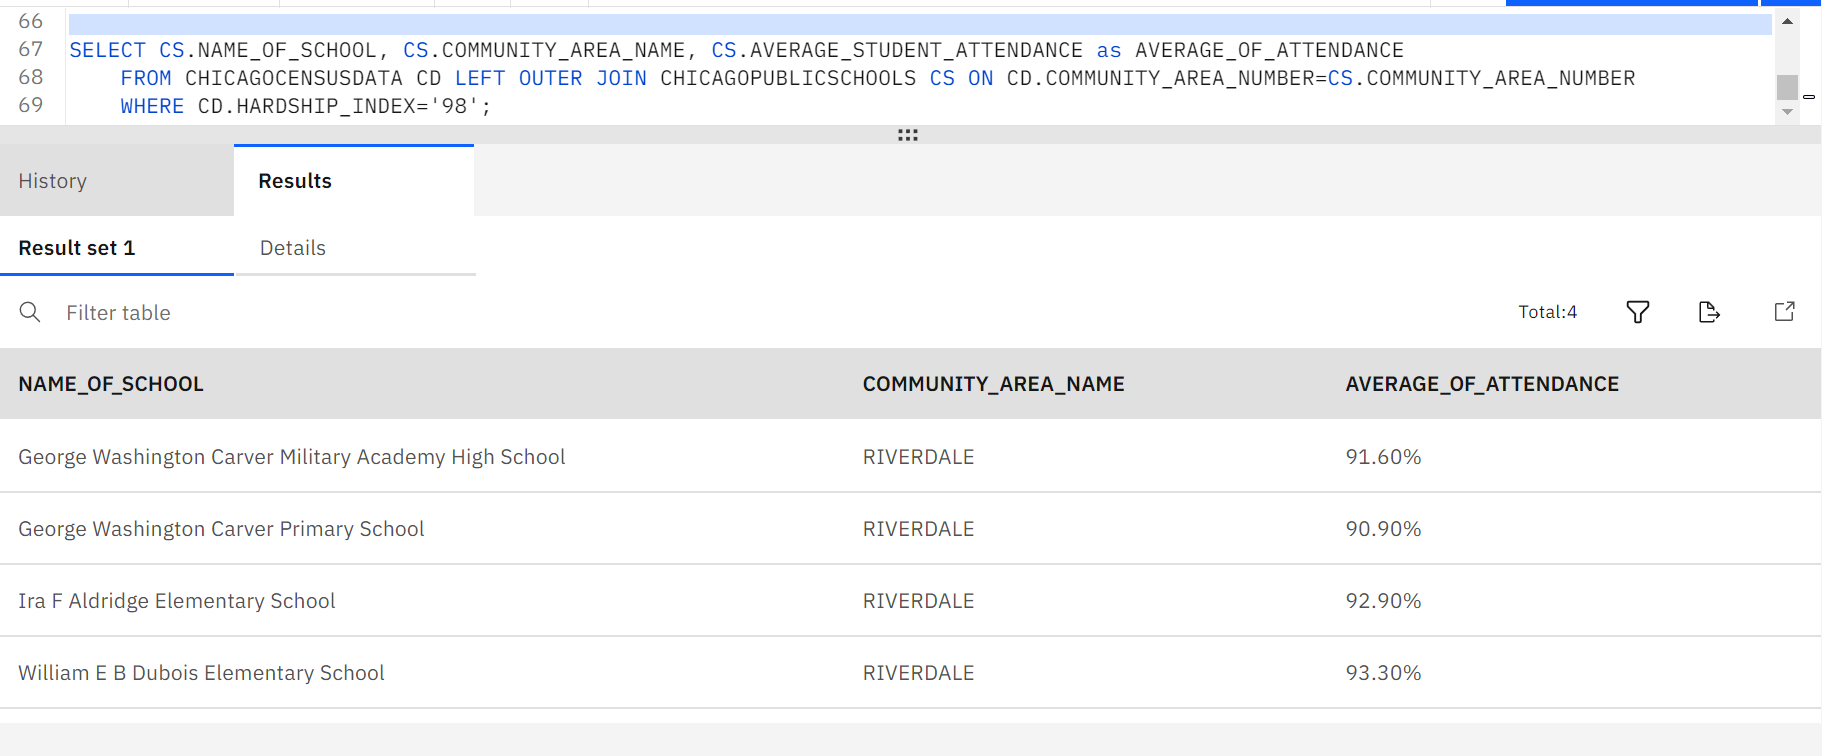 66
67 SELECT CS.NAME_OF_SCHOOL, CS.COMMUNITY_AREA_NAME, CS.AVERAGE_STUDENT_ATTENDANCE as AVERAGE_OF_ATTENDANCE
68 FROM CHICAGOCENSUSDATA CD LEFT OUTER JOIN CHICAGOPUBLICSCHOOLS CS ON CD.COMMUNITY_AREA_NUMBER=CS.COMMUNITY_AREA_NUMBER
69 WHERE CD.HARDSHIP_INDEX='98';
History Results
Result set 1 Details
Filter table Total:4
NAME_OF_SCHOOL COMMUNITY_AREA_NAME AVERAGE_OF_ATTENDANCE
George Washington Carver Military Academy High School RIVERDALE 91.60%
George Washington Carver Primary School RIVERDALE 90.90%
Ira F Aldridge Elementary School RIVERDALE 92.90%
William E B Dubois Elementary School RIVERDALE 93.30%